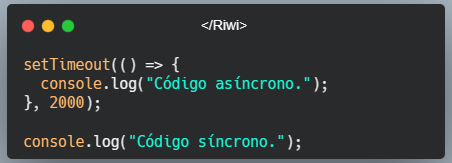 </Riwi>
setTimeout(() => {
  console.log("Código asíncrono.");
}, 2000);
console.log("Código síncrono.");